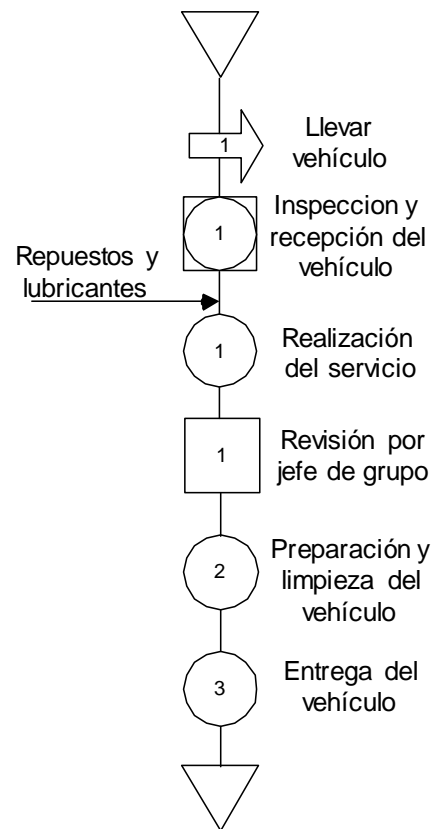 1
Llevar
vehículo
1
Inspeccion y
recepción del
vehículo
Repuestos y
lubricantes
1
Realización
del servicio
1
Revisión por
jefe de grupo
2
Preparación y
limpieza del
vehículo
3
Entrega del
vehículo